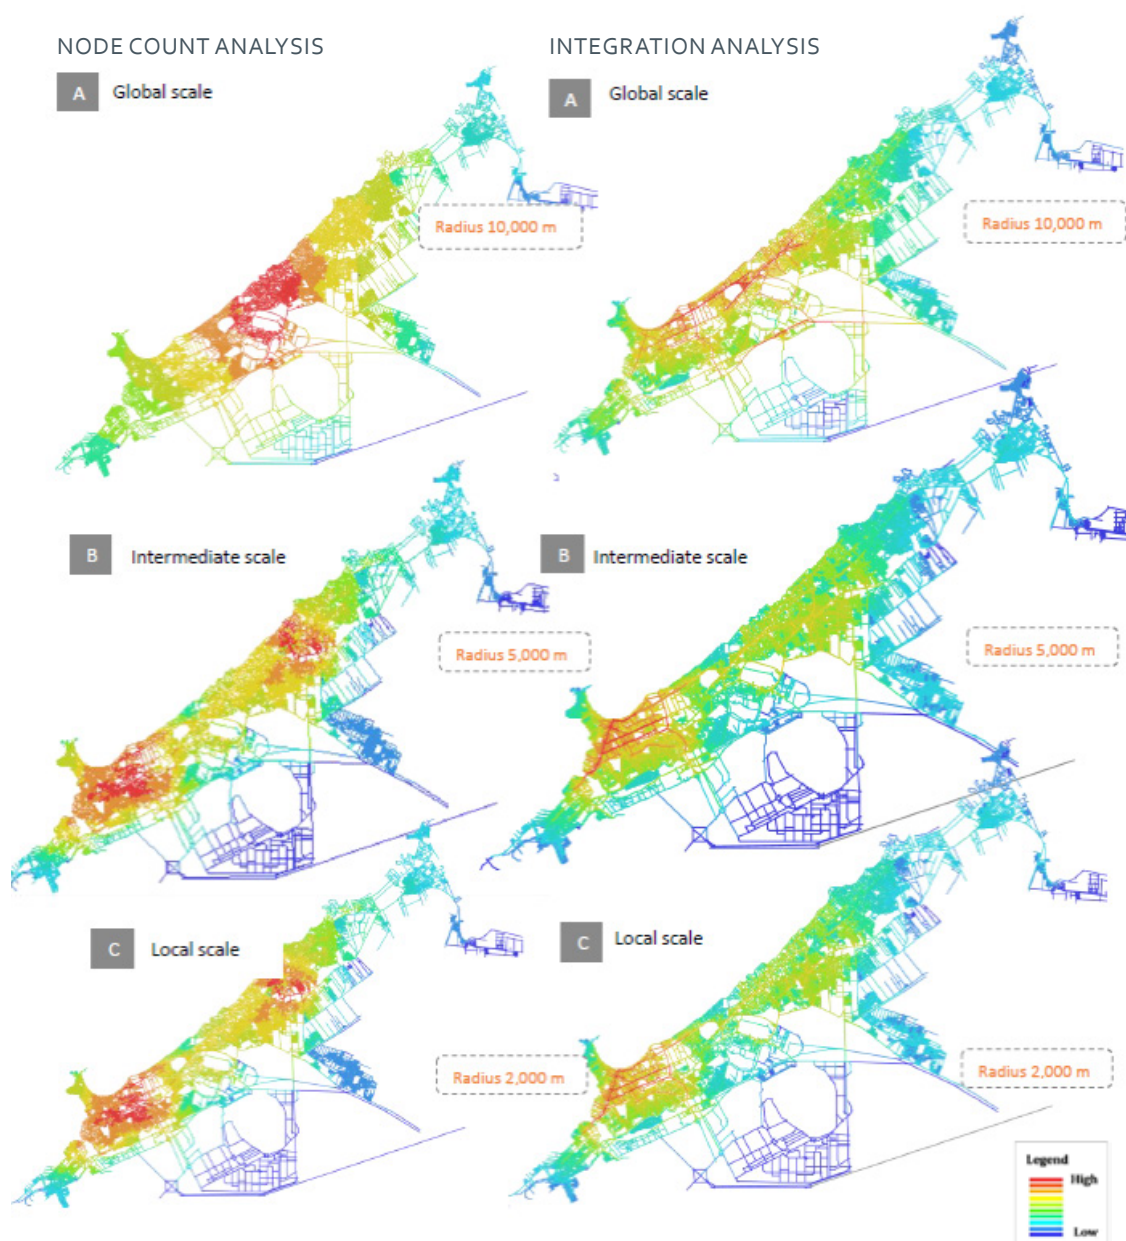 NODE COUNT ANALYSIS
INTEGRATION ANALYSIS
A Global scale
A Global scale
Radius 10,000 m
Radius 10,000 m
B Intermediate scale
B Intermediate scale
Radius 5,000 m
Radius 5,000 m
C Local scale
C Local scale
Radius 2,000 m
Radius 2,000 m
Legend
High
Low